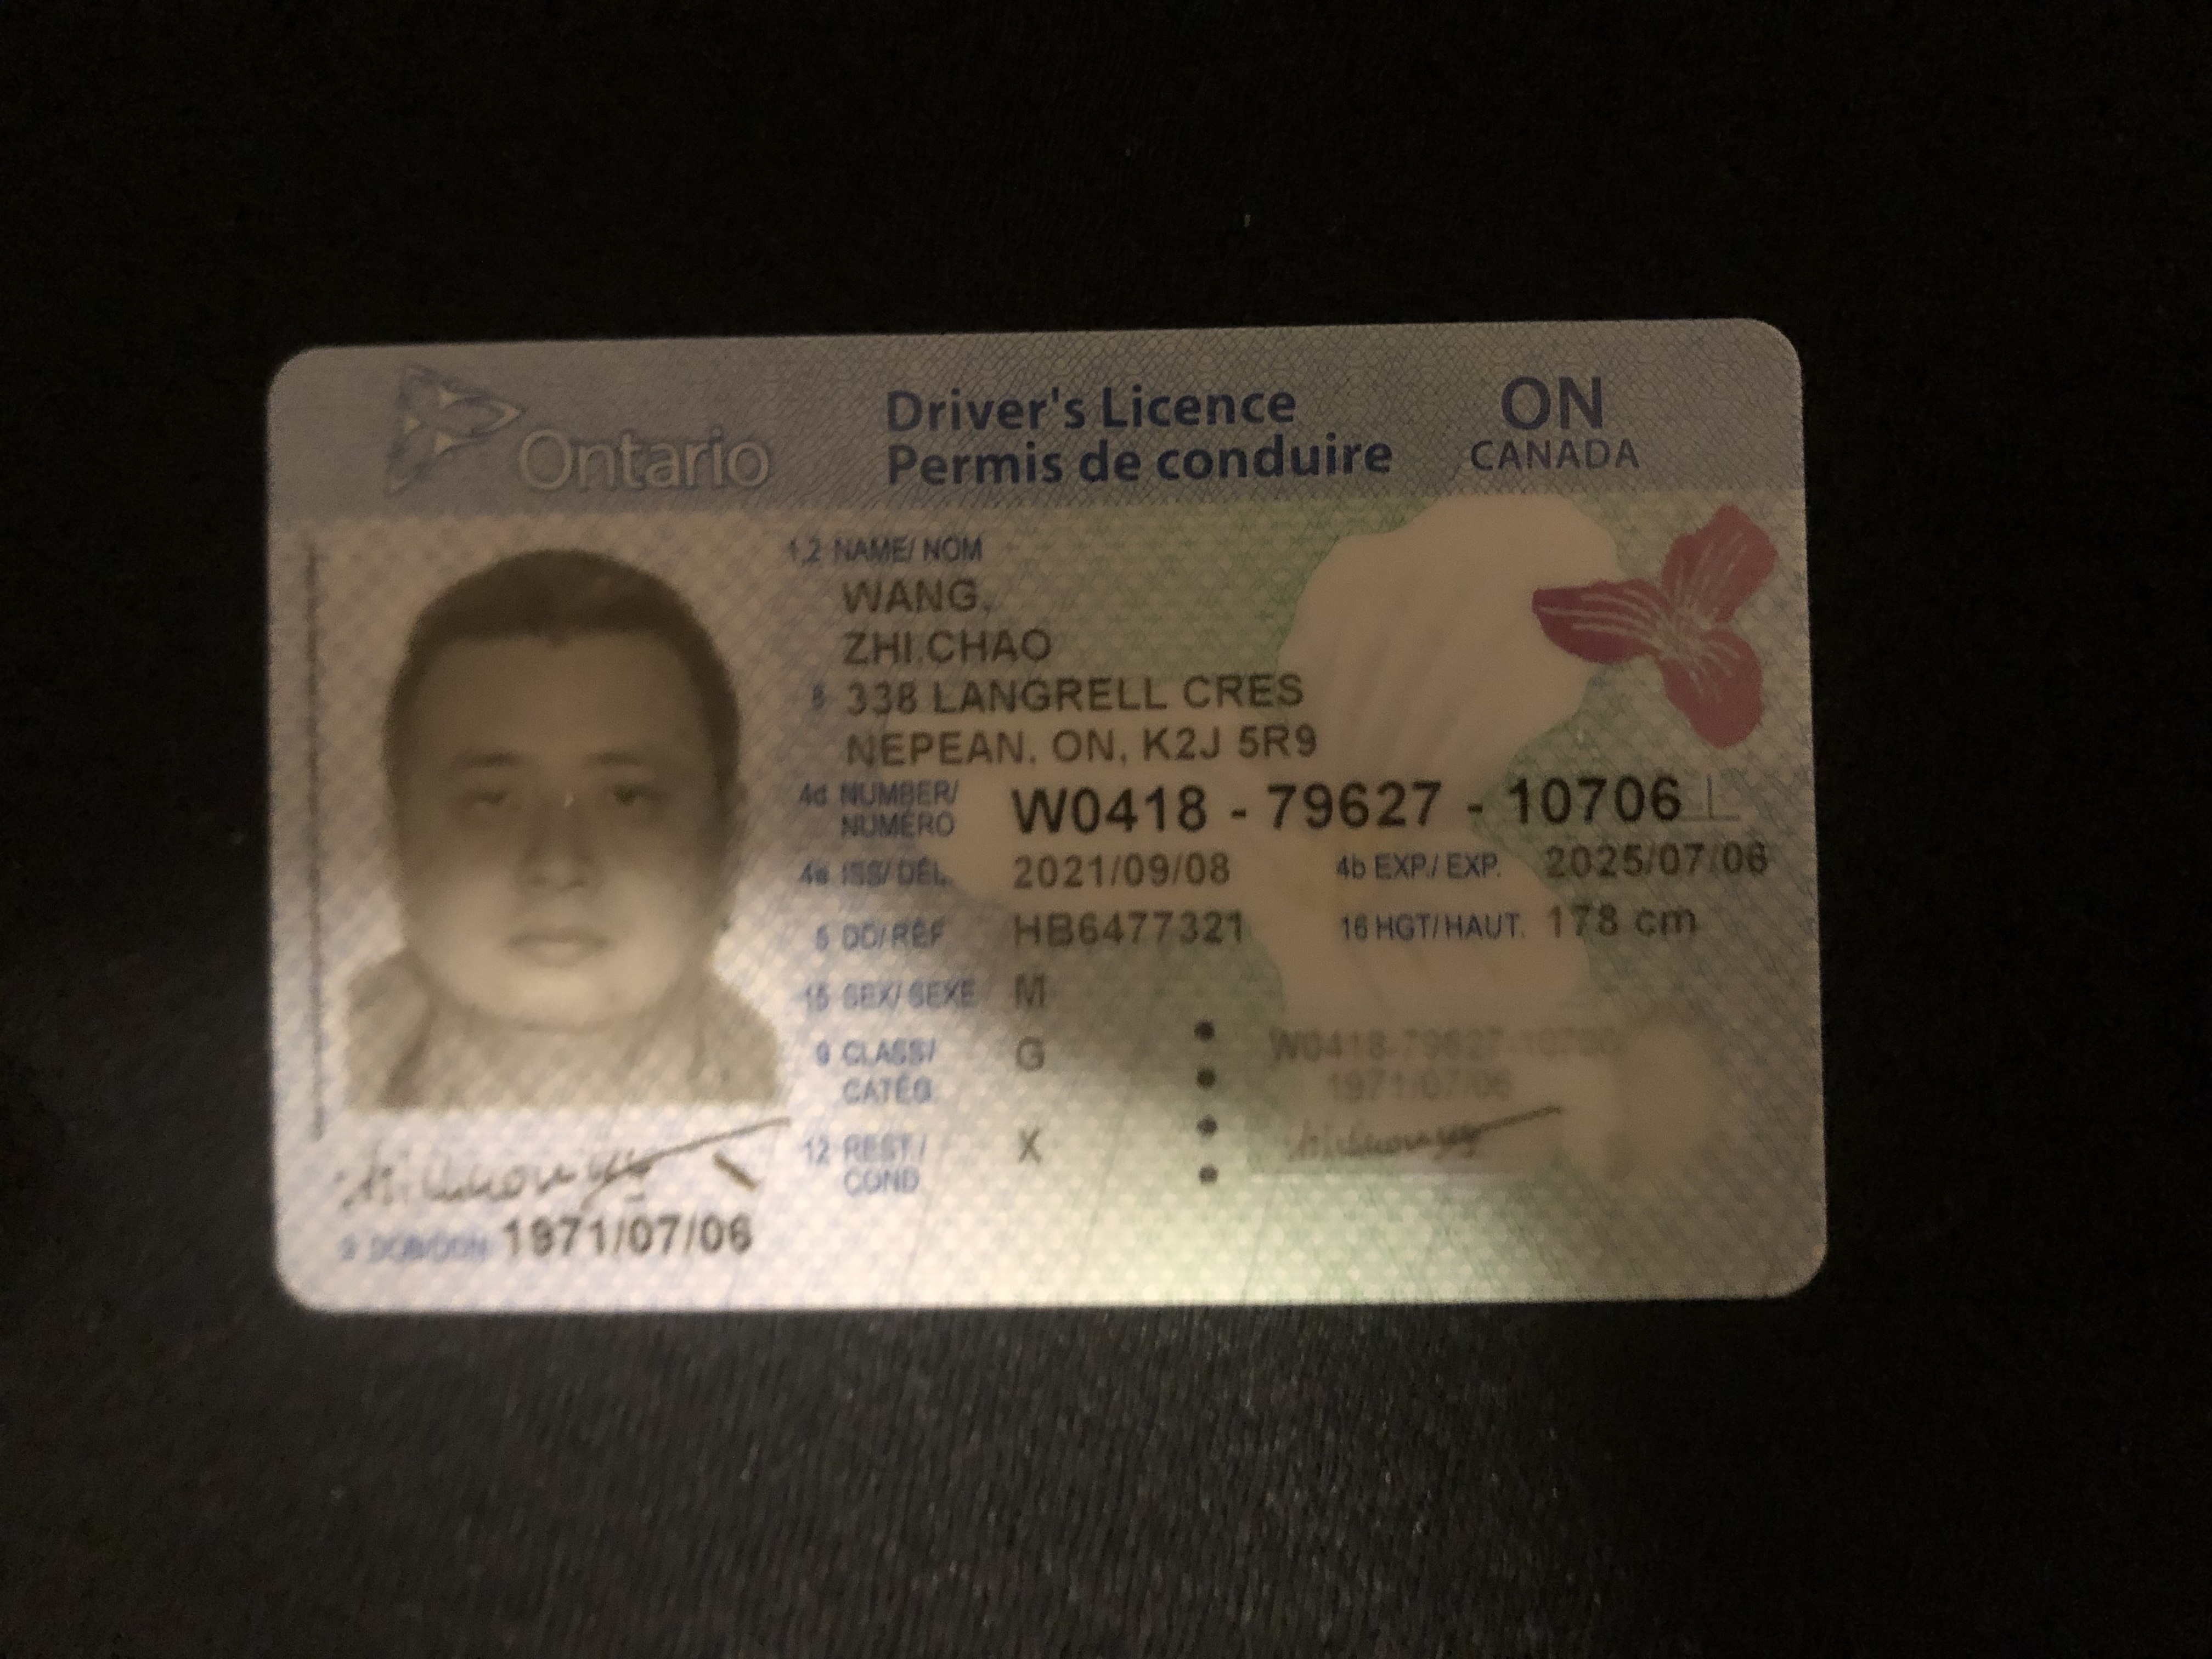 Ontario
Driver's Licence
Permis de conduire
ON
CANADA
1,2 NAME/ NOM
WANG,
ZHI.CHAO
8 338 LANGRELL CRES
NEPEAN, ON, K2J 5R9
4d NUMBER/
NUMÉRO
W0418 - 79627 - 10706
4a ISS/ DÉL. 2021/09/08 4b EXP./ EXP. 2025/07/06
5 DD/ RÉF HB6477321 16 HGT/ HAUT. 178 cm
15 SEX/ SEXE M
9 CLASS/
CATÉG. G
12 REST./
COND X
W0418-79627-10706
1971/07/06
3 DOB/DDN 1971/07/06